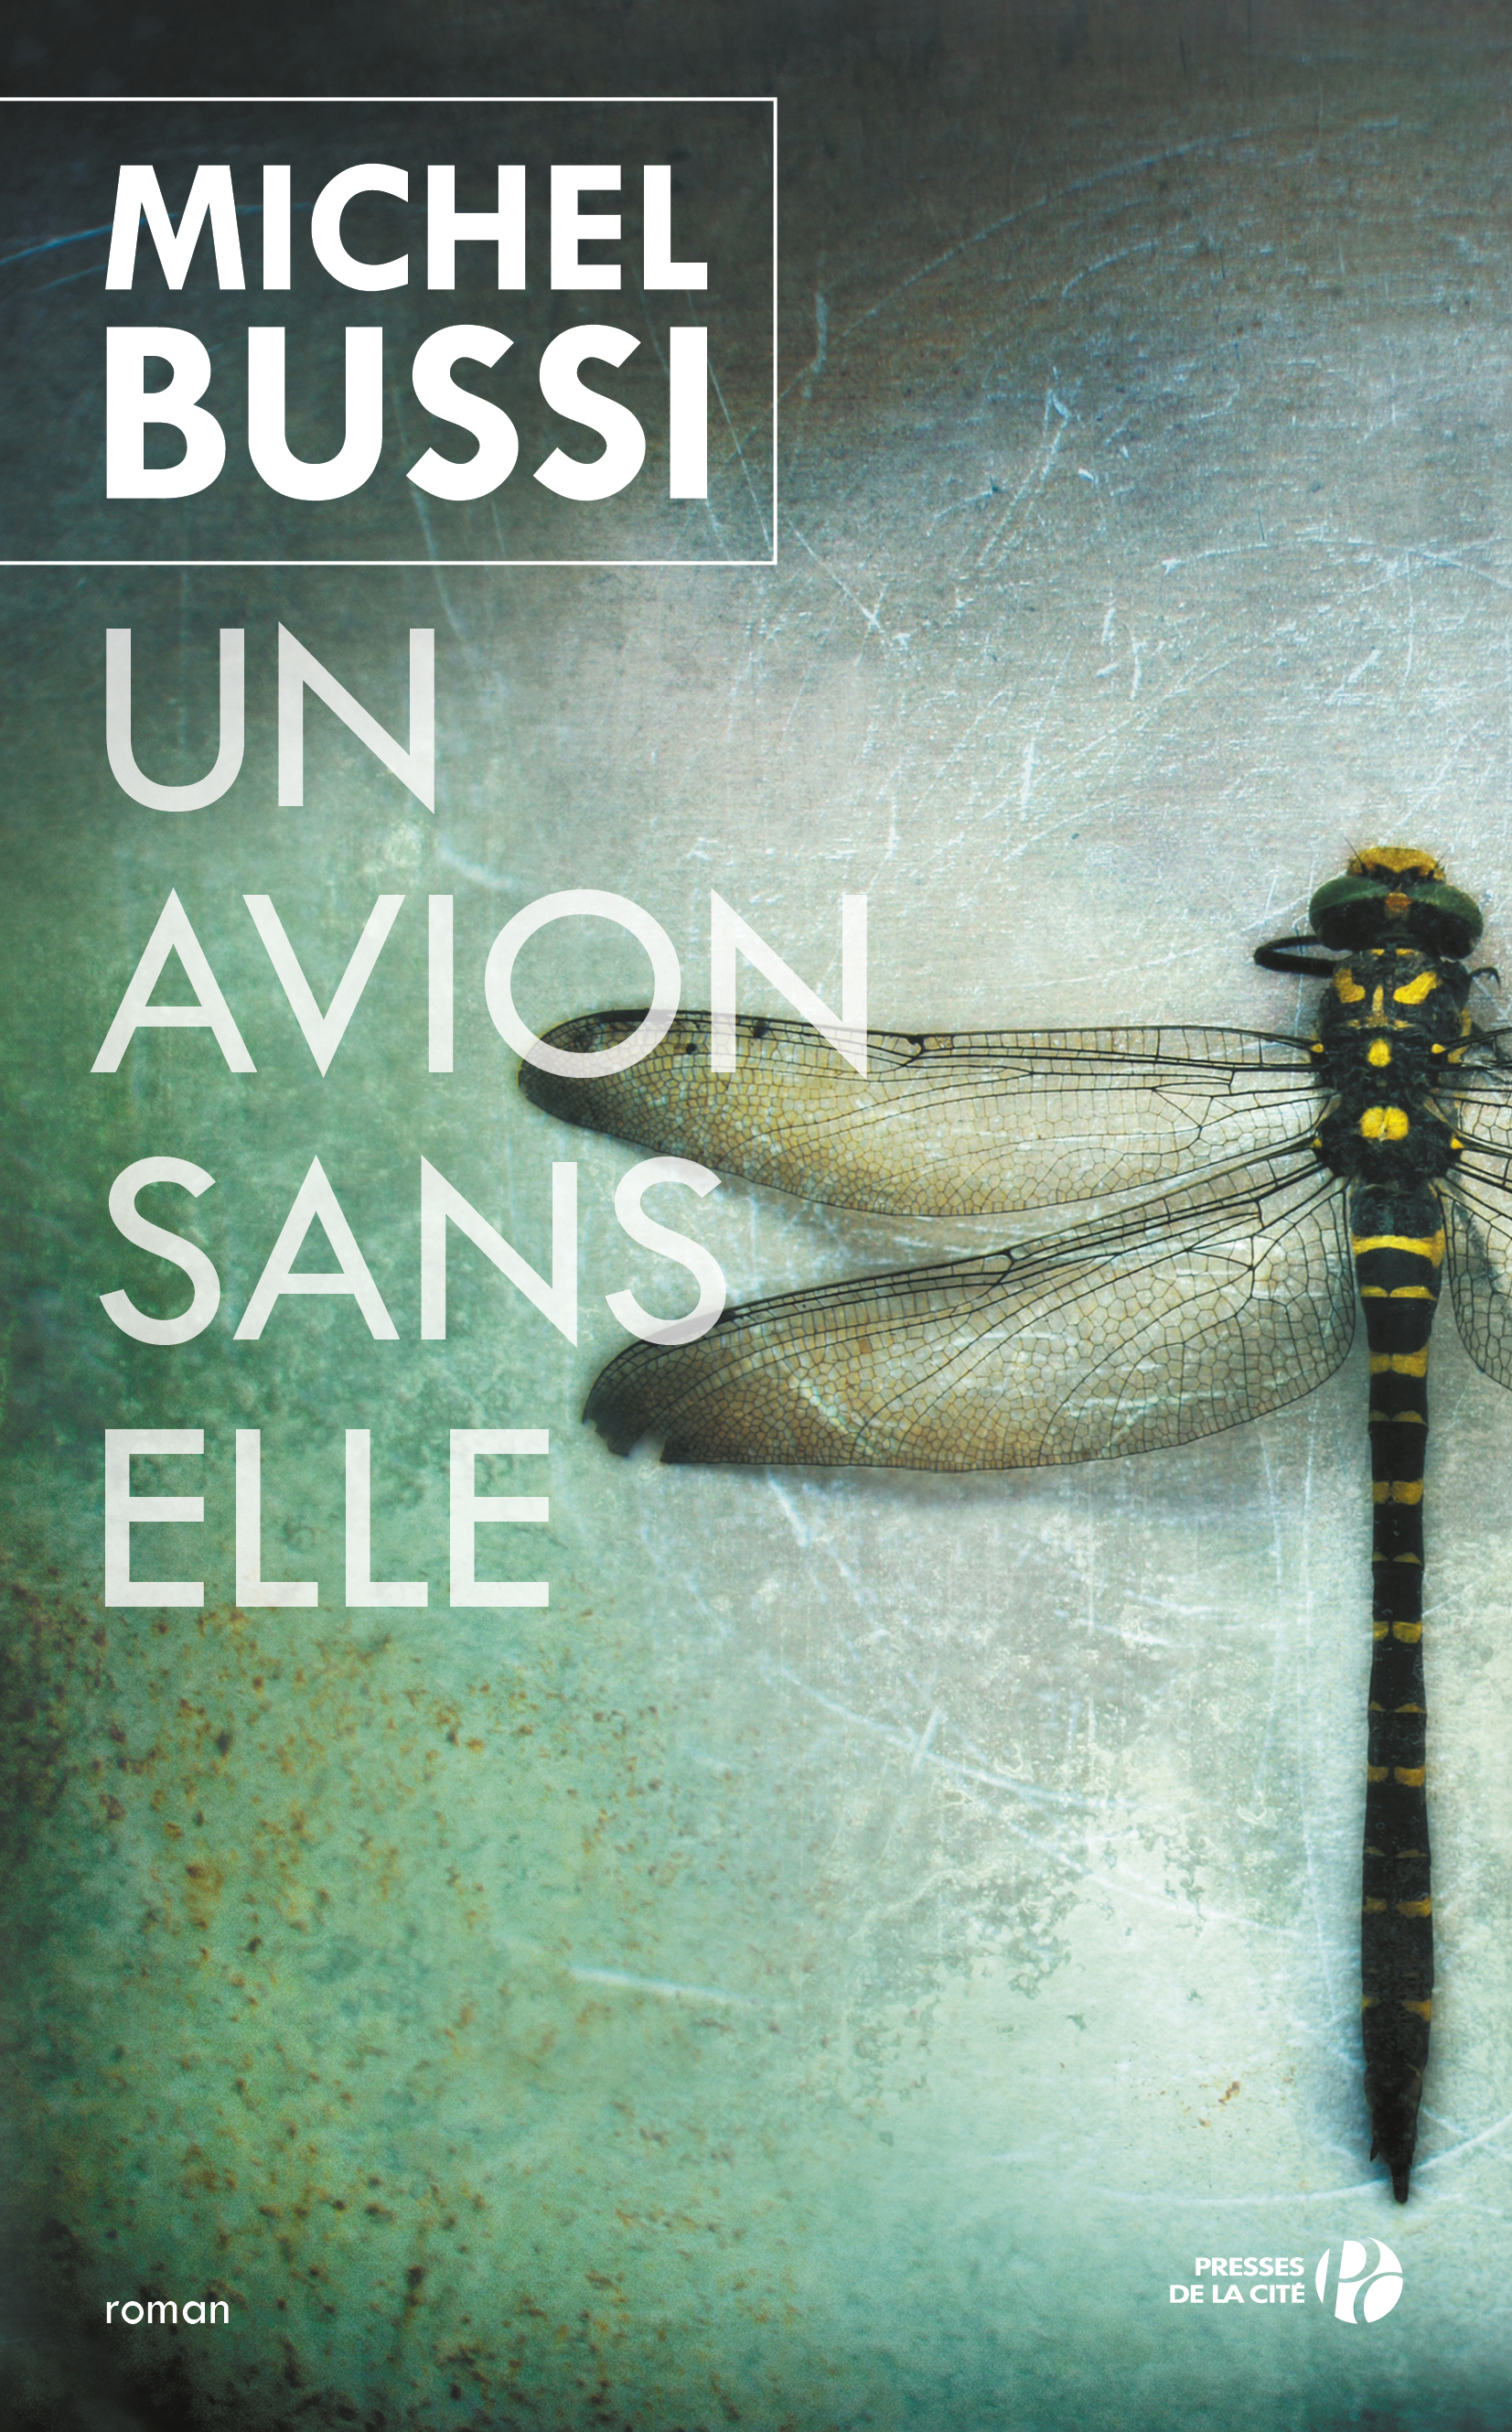 MICHEL
BUSSI
UN
AVION
SANS
ELLE
roman
PRESSES
DE LA CITÉ